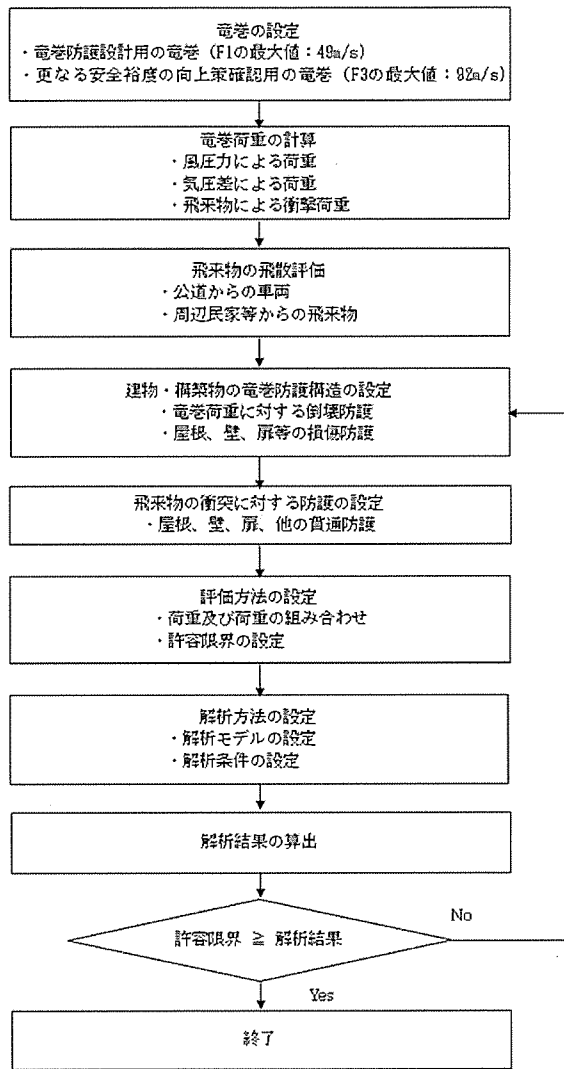 竜巻の設定
・竜巻防護設計用の竜巻（F1の最大値：49m/s）
・更なる安全裕度の向上策確認用の竜巻（F3の最大値：92m/s）
竜巻荷重の計算
・風圧力による荷重
・気圧差による荷重
・飛来物による衝撃荷重
飛来物の飛散評価
・公道からの車両
・周辺民家等からの飛来物
建物・構築物の竜巻防護構造の設定
・竜巻荷重に対する倒壊防護
・屋根、壁、扉等の損傷防護
飛来物の衝突に対する防護の設定
・屋根、壁、扉、他の貫通防護
評価方法の設定
・荷重及び荷重の組み合わせ
・許容限界の設定
解析方法の設定
・解析モデルの設定
・解析条件の設定
解析結果の算出
許容限界 ≧ 解析結果
No
Yes
終了